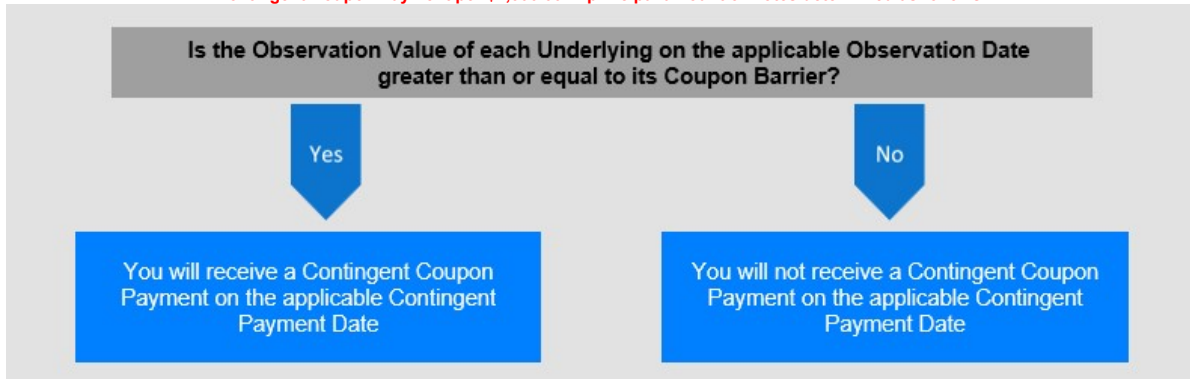 Is the Observation Value of each Underlying on the applicable Observation Date
greater than or equal to its Coupon Barrier?
Yes
No
You will receive a Contingent Coupon
Payment on the applicable Contingent
Payment Date
You will not receive a Contingent Coupon
Payment on the applicable Contingent
Payment Date